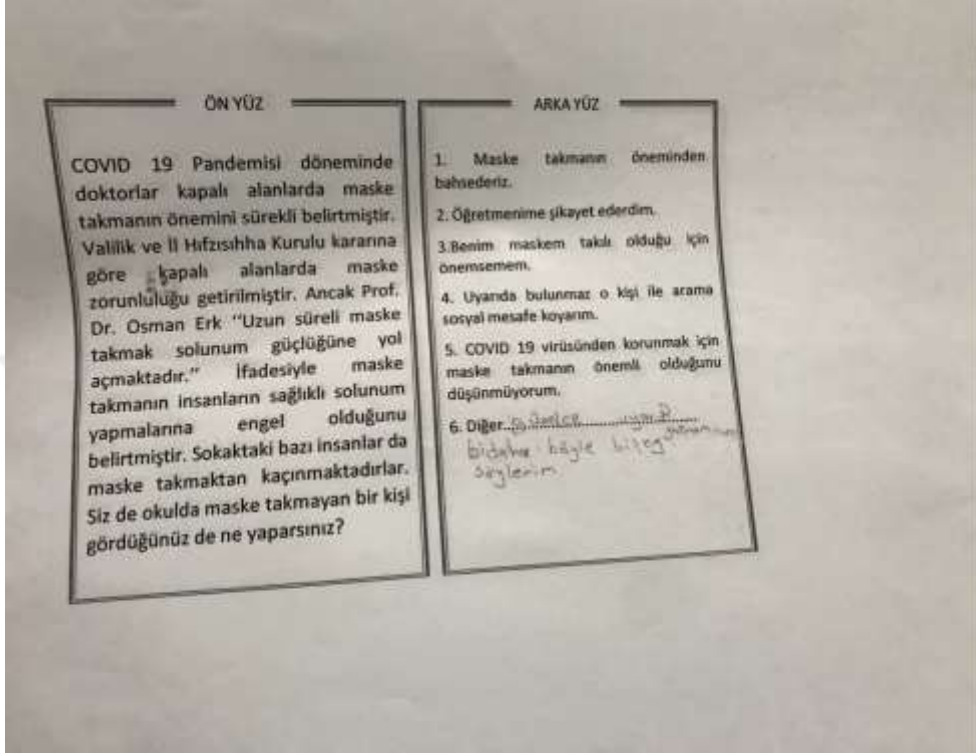 ÖN YÜZ
COVID 19 Pandemisi döneminde
doktorlar kapalı alanlarda maske
takmanın önemini sürekli belirtmiştir.
Valilik ve İl Hıfzısıhha Kurulu kararına
göre kapalı alanlarda maske
zorunluluğu getirilmiştir. Ancak Prof.
Dr. Osman Erk "Uzun süreli maske
takmak solunum güçlüğüne yol
açmaktadır." İfadesiyle maske
takmanın insanların sağlıklı solunum
yapmalarına engel olduğunu
belirtmiştir. Sokaktaki bazı insanlar da
maske takmaktan kaçınmaktadırlar.
Siz de okulda maske takmayan bir kişi
gördüğünüz de ne yaparsınız?
ARKA YÜZ
1. Maske takmanın öneminden
bahsederiz.
2. Öğretmenime şikayet ederdim.
3.Benim maskem takılı olduğu için
önemsemem.
4. Uyarıda bulunmaz o kişi ile arama
sosyal mesafe koyarım.
5. COVID 19 virüsünden korunmak için
maske takmanın önemli olduğunu
düşünmüyorum.
6. Diğer
bidaha böyle
söylerim